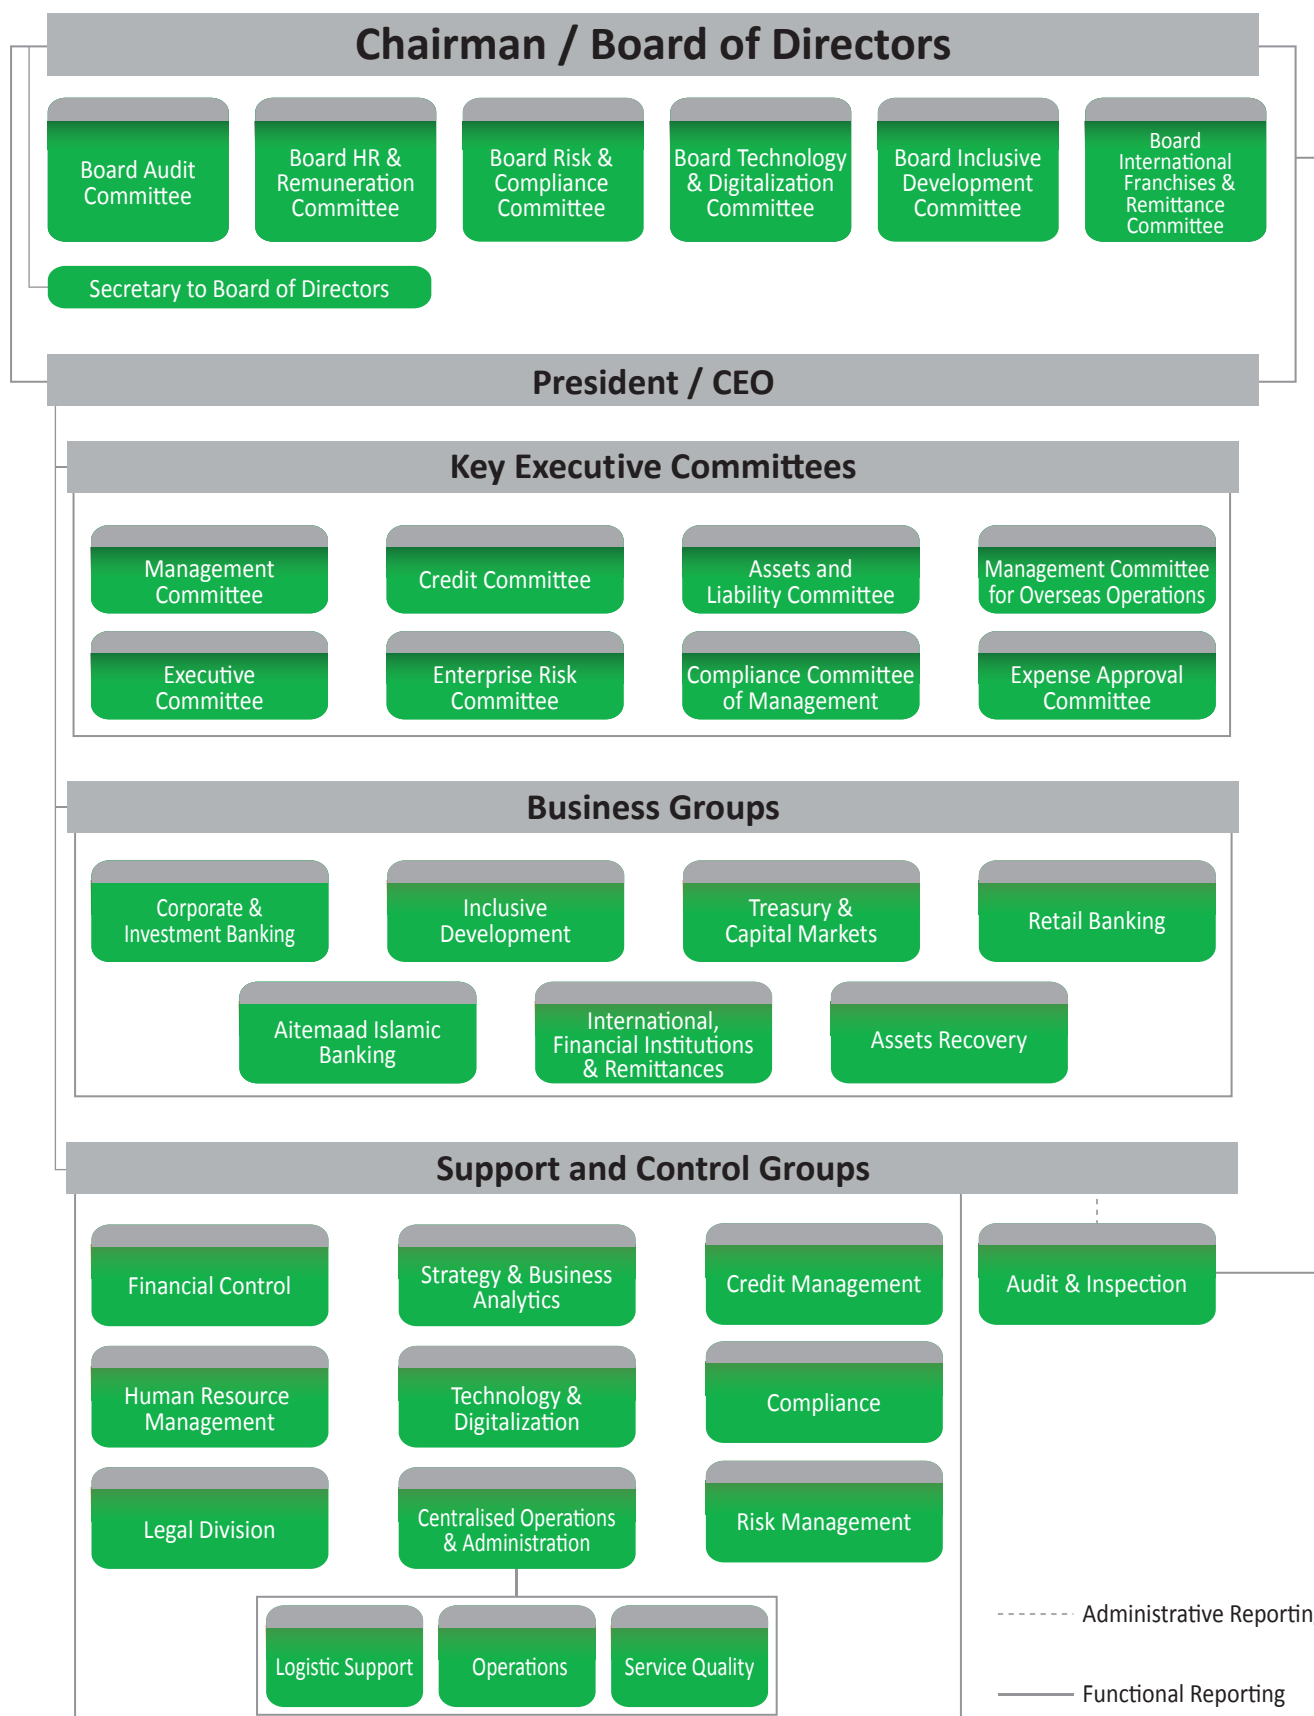 Chairman / Board of Directors
Board Audit
Committee
Board HR &
Remuneration
Committee
Board Risk &
Compliance
Committee
Board Technology
& Digitalization
Committee
Board Inclusive
Development
Committee
Board
International
Franchises &
Remittance
Committee
Secretary to Board of Directors
President / CEO
Key Executive Committees
Management
Committee
Credit Committee
Assets and
Liability Committee
Management Committee
for Overseas Operations
Executive
Committee
Enterprise Risk
Committee
Compliance Committee
of Management
Expense Approval
Committee
Business Groups
Corporate &
Investment Banking
Inclusive
Development
Treasury &
Capital Markets
Retail Banking
Aitemaad Islamic
Banking
International,
Financial Institutions
& Remittances
Assets Recovery
Support and Control Groups
Financial Control
Strategy & Business
Analytics
Credit Management
Audit & Inspection
Human Resource
Management
Technology &
Digitalization
Compliance
Legal Division
Centralised Operations
& Administration
Risk Management
Logistic Support
Operations
Service Quality
Administrative Reportin
Functional Reporting